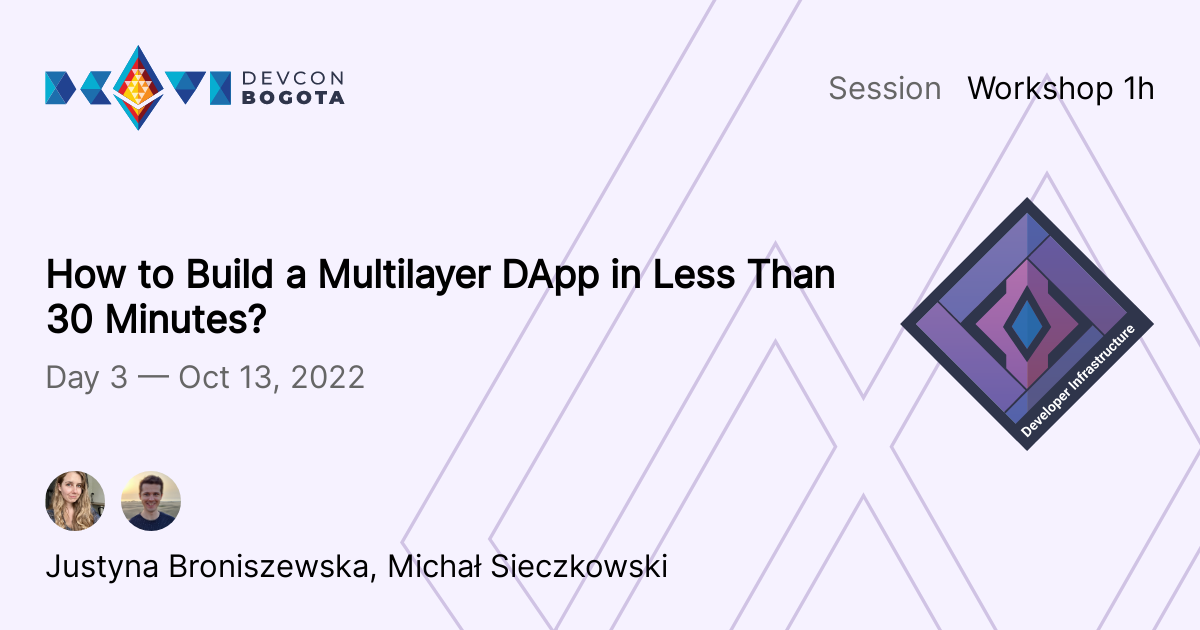 DEVCON
BOGOTA
Session Workshop 1h
How to Build a Multilayer DApp in Less Than
30 Minutes?
Day 3 — Oct 13, 2022
Developer Infrastructure
Justyna Broniszewska, Michał Sieczkowski